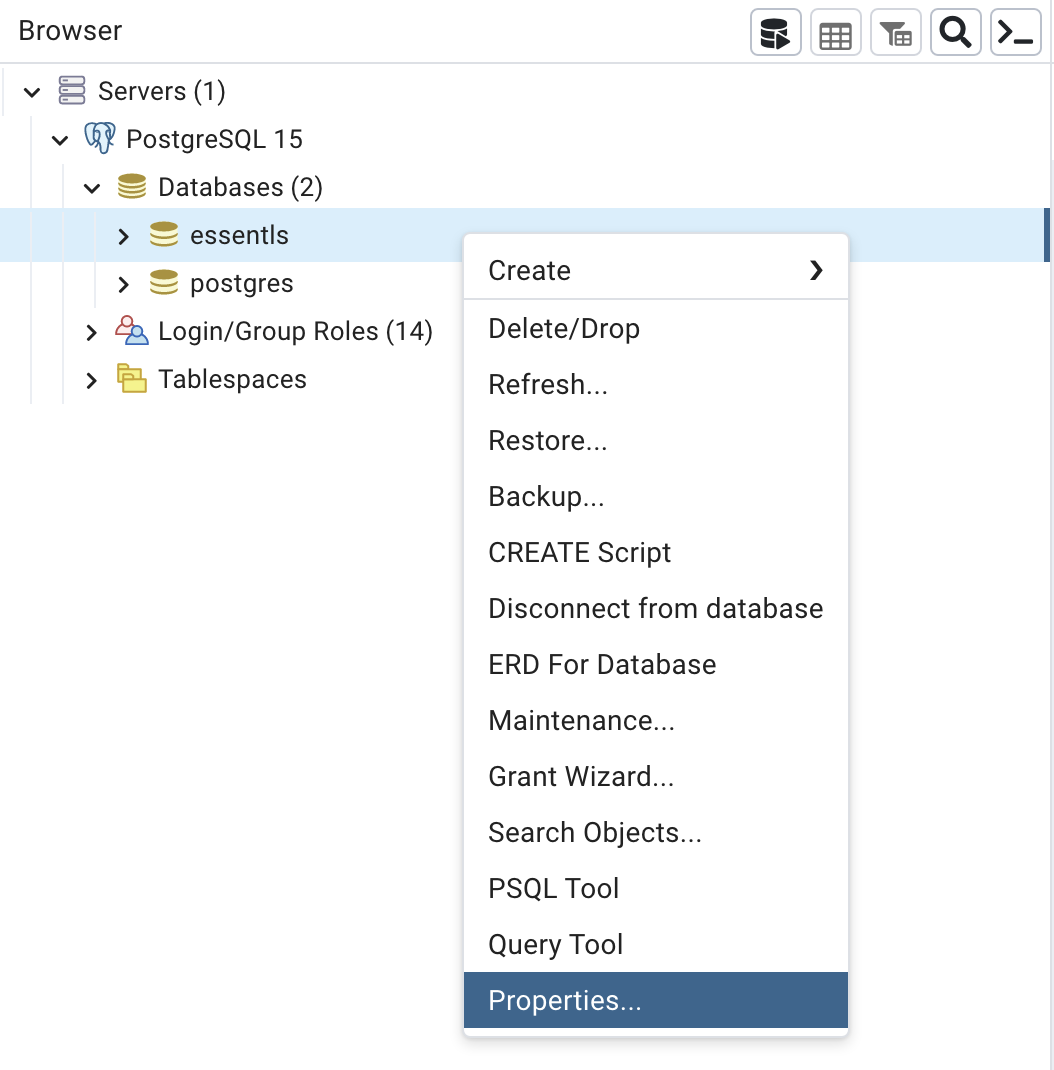 Browser
Servers (1)
PostgreSQL 15
Databases (2)
essentls
postgres
Login/Group Roles (14)
Tablespaces
Create
Delete/Drop
Refresh...
Restore...
Backup...
CREATE Script
Disconnect from database
ERD For Database
Maintenance...
Grant Wizard...
Search Objects...
PSQL Tool
Query Tool
Properties...